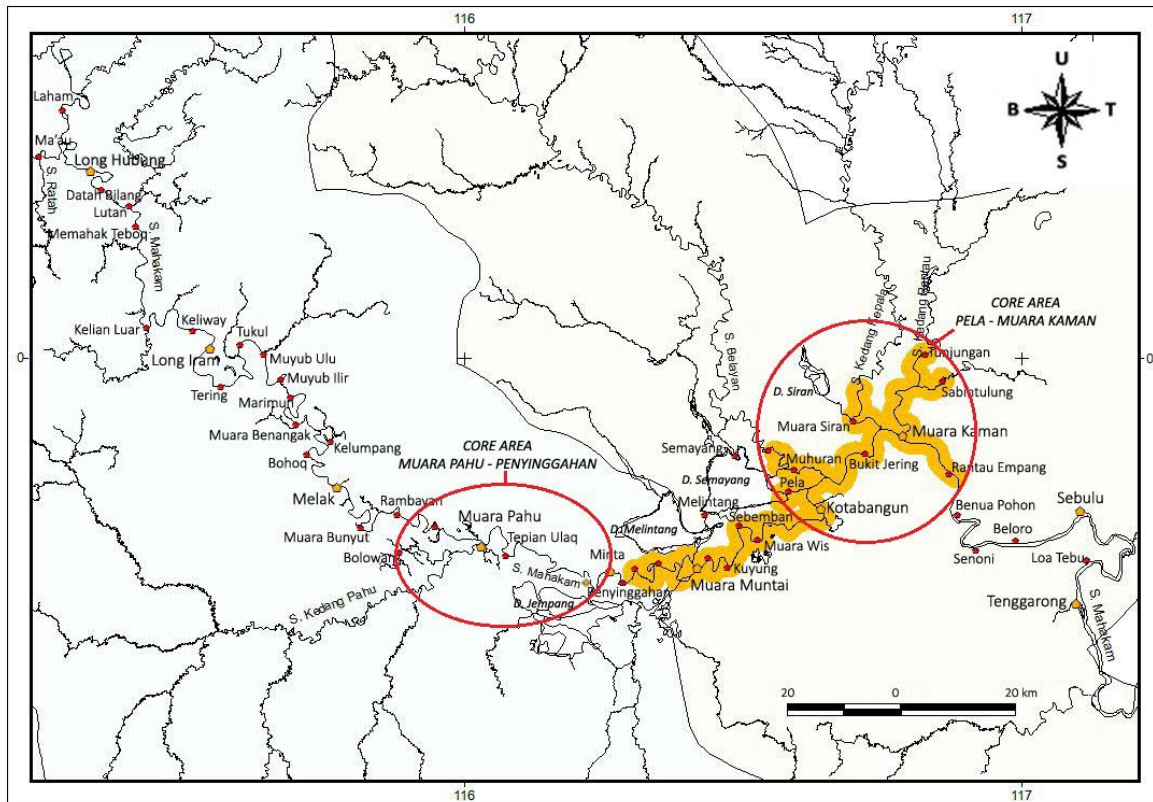 116
117
U
B
T
S
Laham
Ma'au
Long Hubang
S. Ratah
Datah Bilang
Lutan
Memahak Teboq
S. Mahakam
Kelian Luar
Keliway
Tukul
Long Iram
Muyub Ulu
Tering
Muyub Ilir
Marimun
Muara Benangak
Kelumpang
Bohoq
Melak
Rambayan
Muara Bunyut
Bolowan
CORE AREA
MUARA PAHU - PENYINGGAHAN
Muara Pahu
Tepian Ulaq
S. Mahakam
Minta
D. Jempang
S. Kedang Pahu
Penyinggahan
Muara Muntai
Kuyung
Muara Wis
Sebemban
Kotabangun
D. Melintang
Melintang
D. Semayang
Semayang
S. Belayan
Pela
Muhuran
Bukit Jering
Muara Siran
D. Siran
S. Kedang Kepala
S. Kedang Rantau
CORE AREA
PELA - MUARA KAMAN
Tunjungan
Sabintulung
Muara Kaman
Rantau Empang
Benua Pohon
Sebulu
Beloro
Senoni
Loa Tebu
Tenggarong
S. Mahakam
0
0
20
0
20 km
116
117